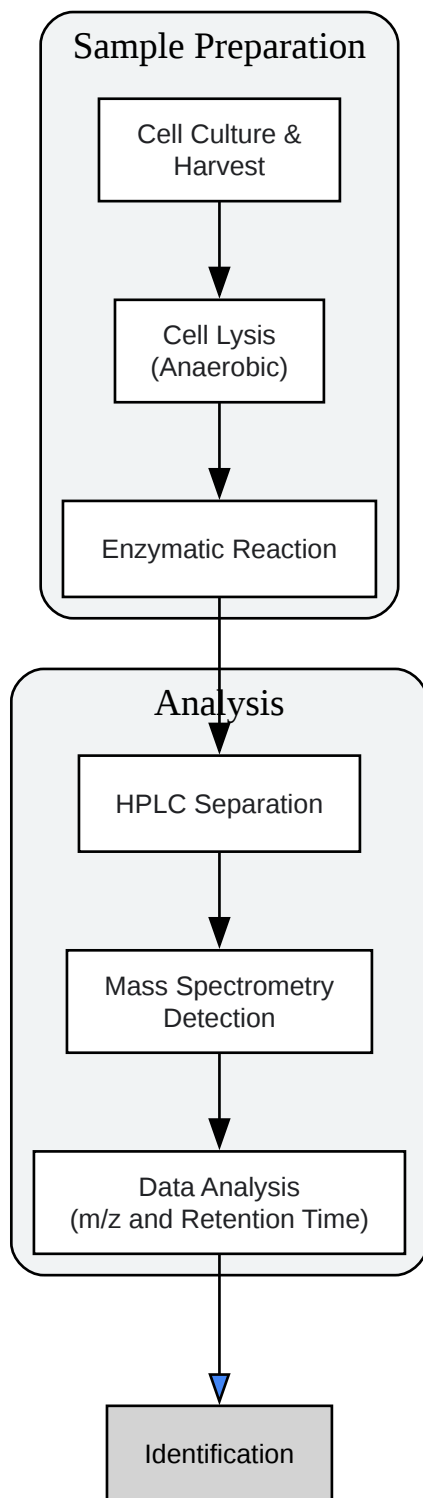 Sample Preparation
Cell Culture &
Harvest
Cell Lysis
(Anaerobic)
Enzymatic Reaction
Analysis
HPLC Separation
Mass Spectrometry
Detection
Data Analysis
(m/z and Retention Time)
Identification